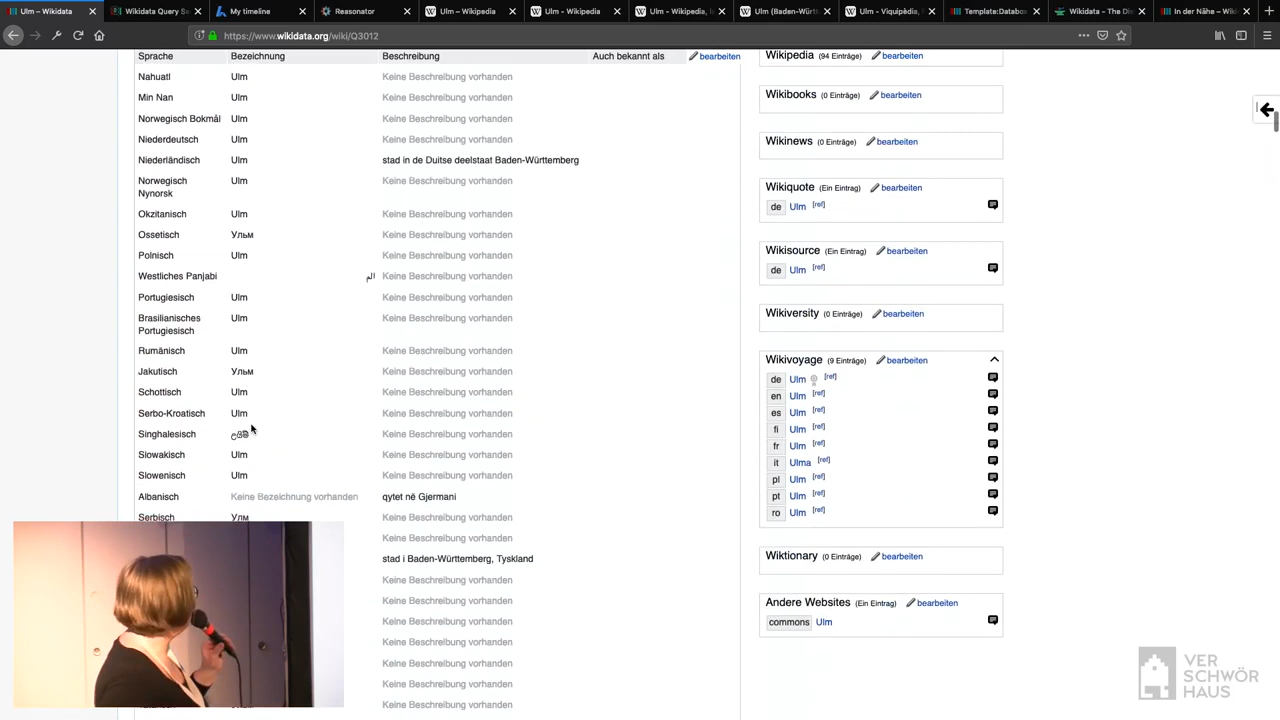 Ulm – Wikidata
Wikidata Query Se
My timeline
Reasonator
Ulm – Wikipedia
Ulm - Wikipedia
Ulm - Wikipedia, l
Ulm (Baden-Würt
Ulm - Viquipèdia,
Template:Databo
Wikidata - The Di
In der Nähe – Wiki
https://www.wikidata.org/wiki/Q3012
Sprache Bezeichnung Beschreibung Auch bekannt als bearbeiten
Nahuatl Ulm Keine Beschreibung vorhanden
Min Nan Ulm Keine Beschreibung vorhanden
Norwegisch Bokmål Ulm Keine Beschreibung vorhanden
Niederdeutsch Ulm Keine Beschreibung vorhanden
Niederländisch Ulm stad in de Duitse deelstaat Baden-Württemberg
Norwegisch Ulm Keine Beschreibung vorhanden
Nynorsk
Okzitanisch Ulm Keine Beschreibung vorhanden
Ossetisch Ульм Keine Beschreibung vorhanden
Polnisch Ulm Keine Beschreibung vorhanden
Westliches Panjabi الم Keine Beschreibung vorhanden
Portugiesisch Ulm Keine Beschreibung vorhanden
Brasilianisches Ulm Keine Beschreibung vorhanden
Portugiesisch
Rumänisch Ulm Keine Beschreibung vorhanden
Jakutisch Ульм Keine Beschreibung vorhanden
Schottisch Ulm Keine Beschreibung vorhanden
Serbo-Kroatisch Ulm Keine Beschreibung vorhanden
Singhalesisch Keine Beschreibung vorhanden
Slowakisch Ulm Keine Beschreibung vorhanden
Slowenisch Ulm Keine Beschreibung vorhanden
Albanisch Keine Bezeichnung vorhanden qytet në Gjermani
Serbisch Улм Keine Beschreibung vorhanden
Keine Beschreibung vorhanden
stad i Baden-Württemberg, Tyskland
Keine Beschreibung vorhanden
Keine Beschreibung vorhanden
Keine Beschreibung vorhanden
Keine Beschreibung vorhanden
Keine Beschreibung vorhanden
Keine Beschreibung vorhanden
Keine Beschreibung vorhanden
Wikipedia (94 Einträge) bearbeiten
Wikibooks (0 Einträge) bearbeiten
Wikinews (0 Einträge) bearbeiten
Wikiquote (Ein Eintrag) bearbeiten
de Ulm [ref]
Wikisource (Ein Eintrag) bearbeiten
de Ulm [ref]
Wikiversity (0 Einträge) bearbeiten
Wikivoyage (9 Einträge) bearbeiten
de Ulm [ref]
en Ulm [ref]
es Ulm [ref]
fi Ulm [ref]
fr Ulm [ref]
it Ulma [ref]
pl Ulm [ref]
pt Ulm [ref]
ro Ulm [ref]
Wiktionary (0 Einträge) bearbeiten
Andere Websites (Ein Eintrag) bearbeiten
commons Ulm
VER
SCHWÖR
HAUS